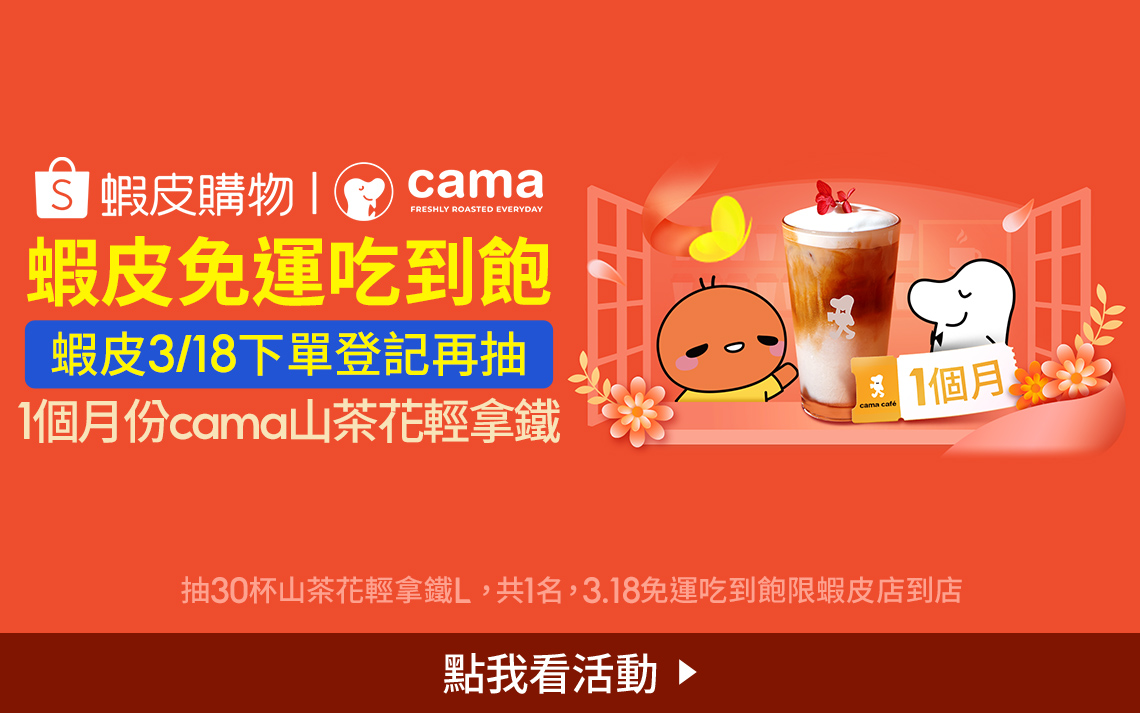 S 蝦皮購物 | cama
FRESHLY ROASTED EVERYDAY
蝦皮免運吃到飽
蝦皮3/18下單登記再抽
1個月份cama山茶花輕拿鐵
cama café
1個月
抽30杯山茶花輕拿鐵L，共1名，3.18免運吃到飽限蝦皮店到店
點我看活動